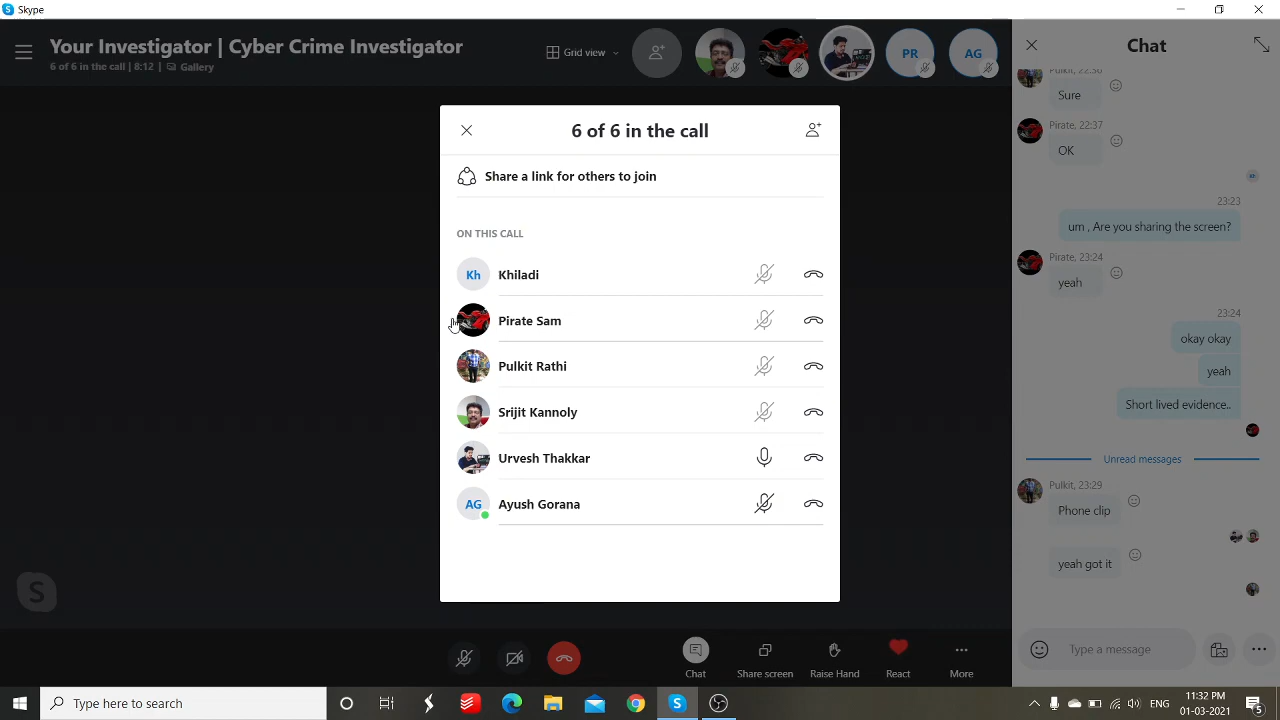 Skype
Your Investigator | Cyber Crime Investigator
6 of 6 in the call | 8:12 | Gallery
Grid view
PR
AG
Chat
6 of 6 in the call
Share a link for others to join
ON THIS CALL
Kh Khiladi
Pirate Sam
Pulkit Rathi
Srijit Kannoly
Urvesh Thakkar
AG Ayush Gorana
Pulkit, 22:36
Sure
Pirate, 22:37
OK
Kh
23:23
um , Are you sharing the screen?
Pirate, 23:24
yeah
23:24
okay okay
yeah
Short lived evidence..
Unread messages
Pulkit, 23:29
Phone clip
yeah got it
Type a message
S
Chat
Share screen
Raise Hand
React
More
Type here to search
S
ENG
11:32 PM
01-03-2022
5